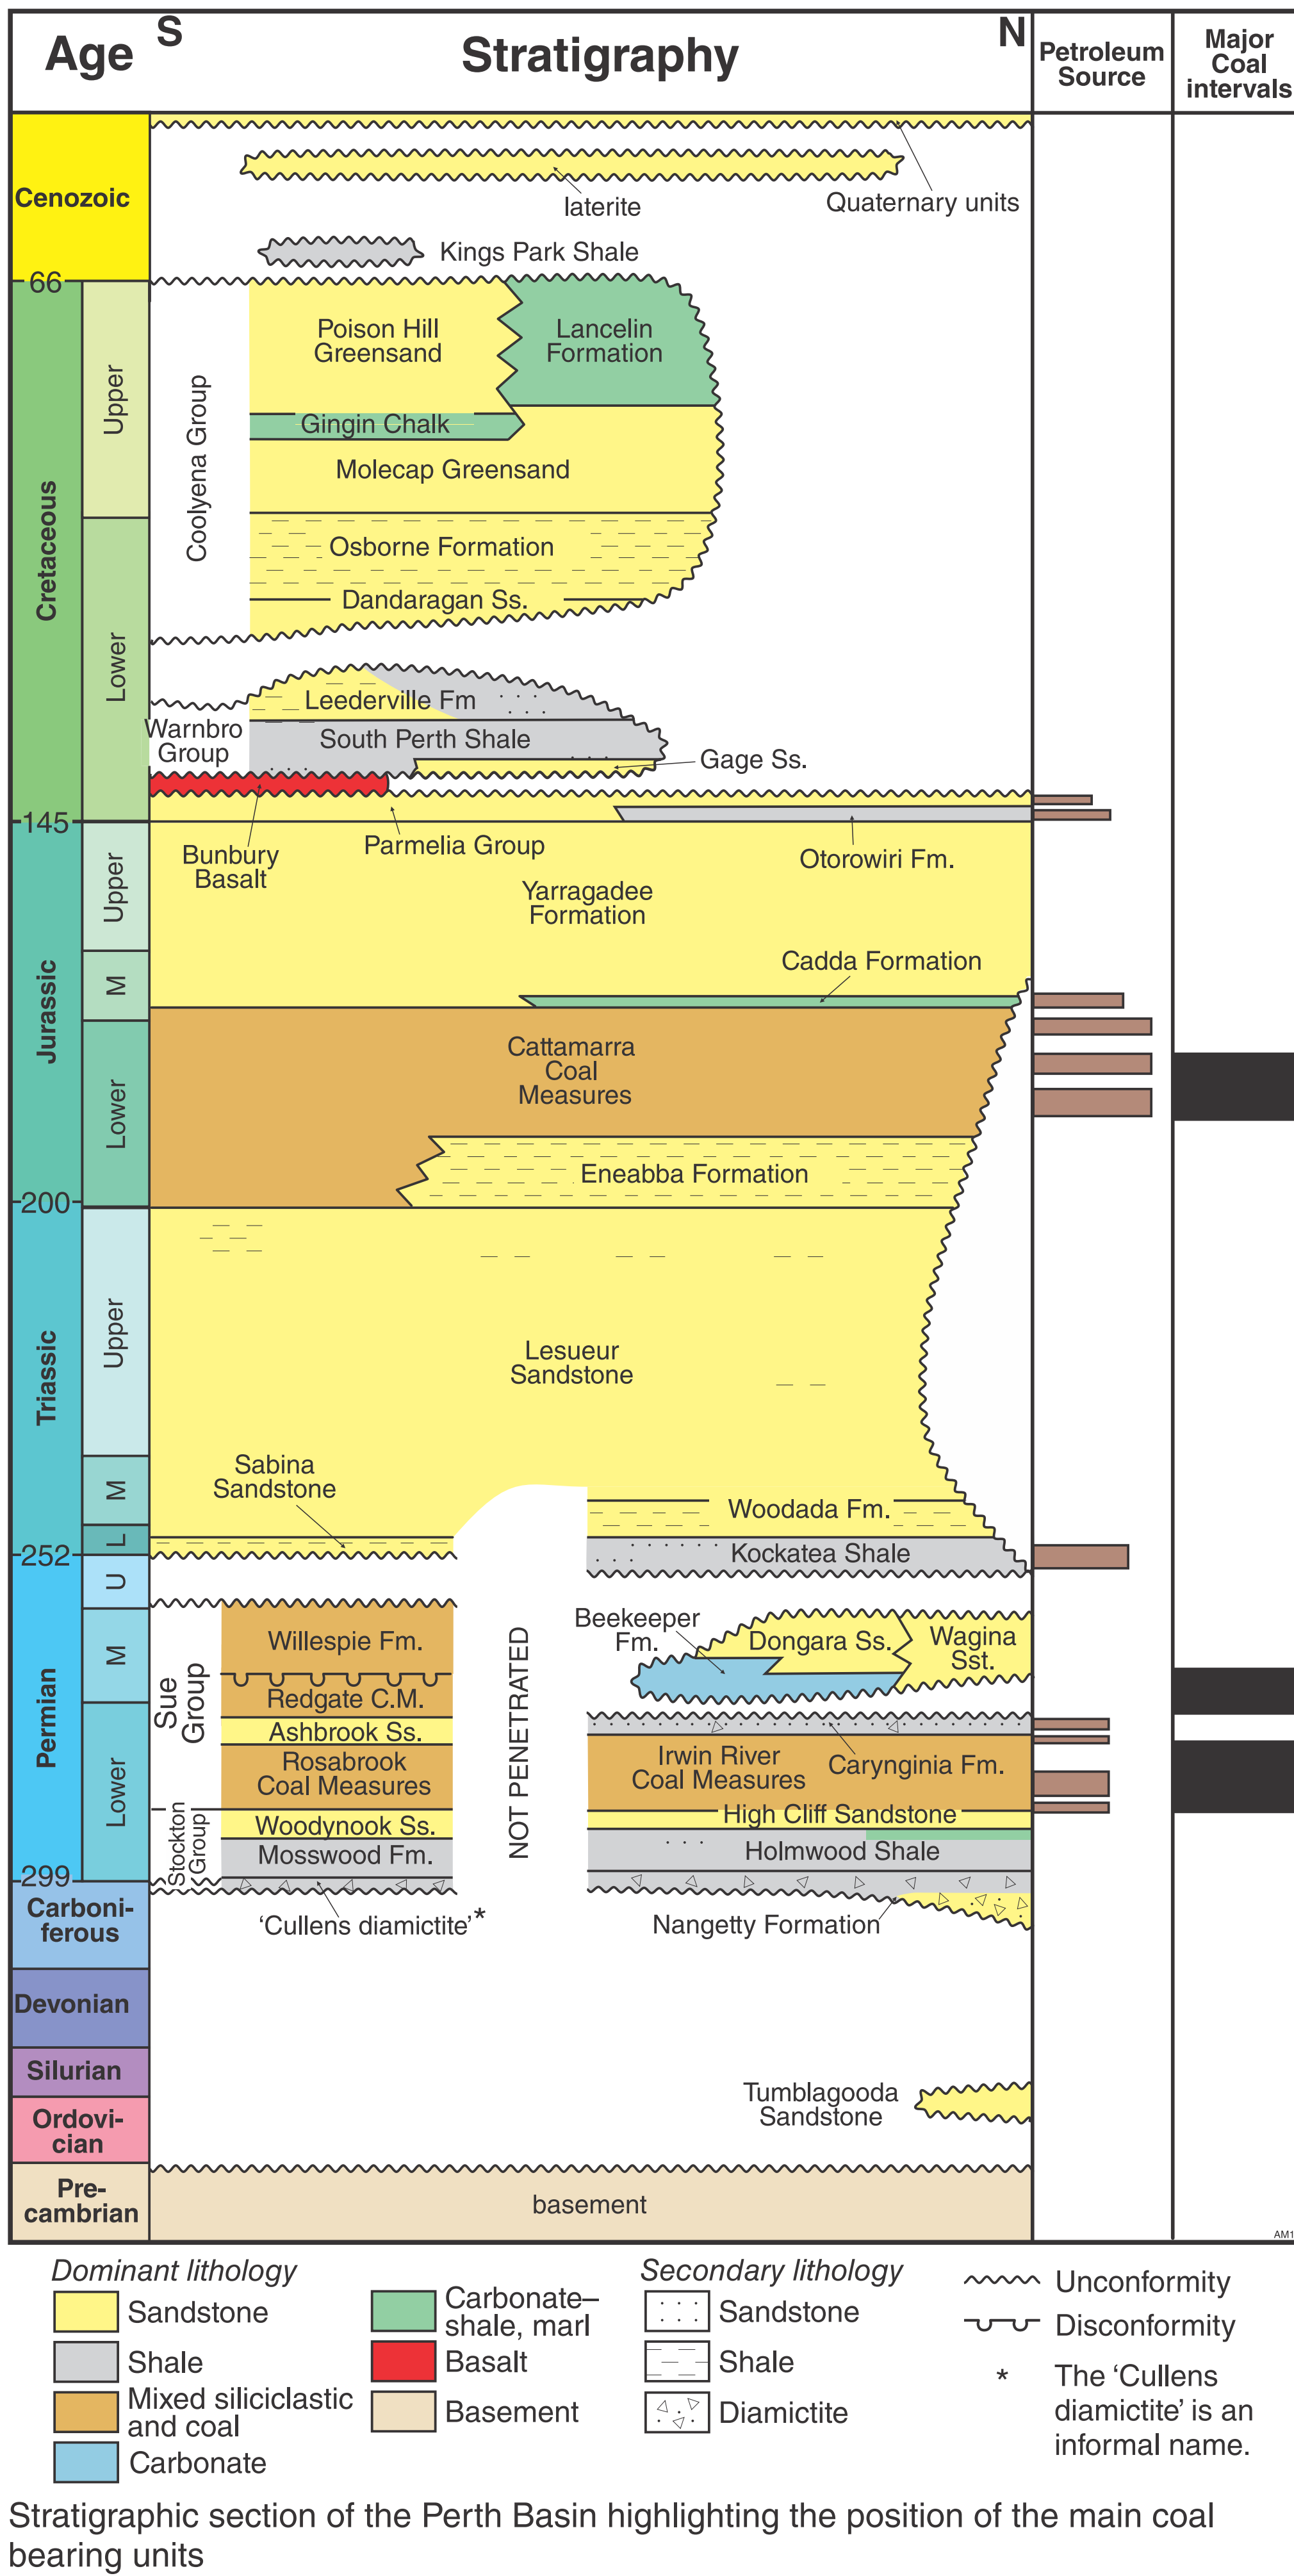 Age
S
Stratigraphy
N
Petroleum
Source
Major
Coal
intervals
Cenozoic
laterite
Quaternary units
Kings Park Shale
66
Cretaceous
Upper
Lower
Coolyena Group
Poison Hill
Greensand
Lancelin
Formation
Gingin Chalk
Molecap Greensand
Osborne Formation
Dandaragan Ss.
Leederville Fm
Warnbro
Group
South Perth Shale
Gage Ss.
145
Bunbury
Basalt
Parmelia Group
Otorowiri Fm.
Jurassic
Upper
M
Lower
Yarragadee
Formation
Cadda Formation
Cattamarra
Coal
Measures
Eneabba Formation
200
Triassic
Upper
M
L
Lesueur
Sandstone
Sabina
Sandstone
Woodada Fm.
Kockatea Shale
252
Permian
U
M
Lower
Sue
Group
Stockton
Group
Willespie Fm.
Redgate C.M.
Ashbrook Ss.
Rosabrook
Coal Measures
Woodynook Ss.
Mosswood Fm.
NOT PENETRATED
Beekeeper
Fm.
Dongara Ss.
Wagina
Sst.
Irwin River
Coal Measures
Carynginia Fm.
High Cliff Sandstone
Holmwood Shale
299
Carboni-
ferous
‘Cullens diamictite’*
Nangetty Formation
Devonian
Silurian
Ordovi-
cian
Tumblagooda
Sandstone
Pre-
cambrian
basement
AM1
Dominant lithology
Sandstone
Shale
Mixed siliciclastic
and coal
Carbonate
Carbonate–
shale, marl
Basalt
Basement
Secondary lithology
Sandstone
Shale
Diamictite
Unconformity
Disconformity
* The ‘Cullens
diamictite’ is an
informal name.
Stratigraphic section of the Perth Basin highlighting the position of the main coal
bearing units